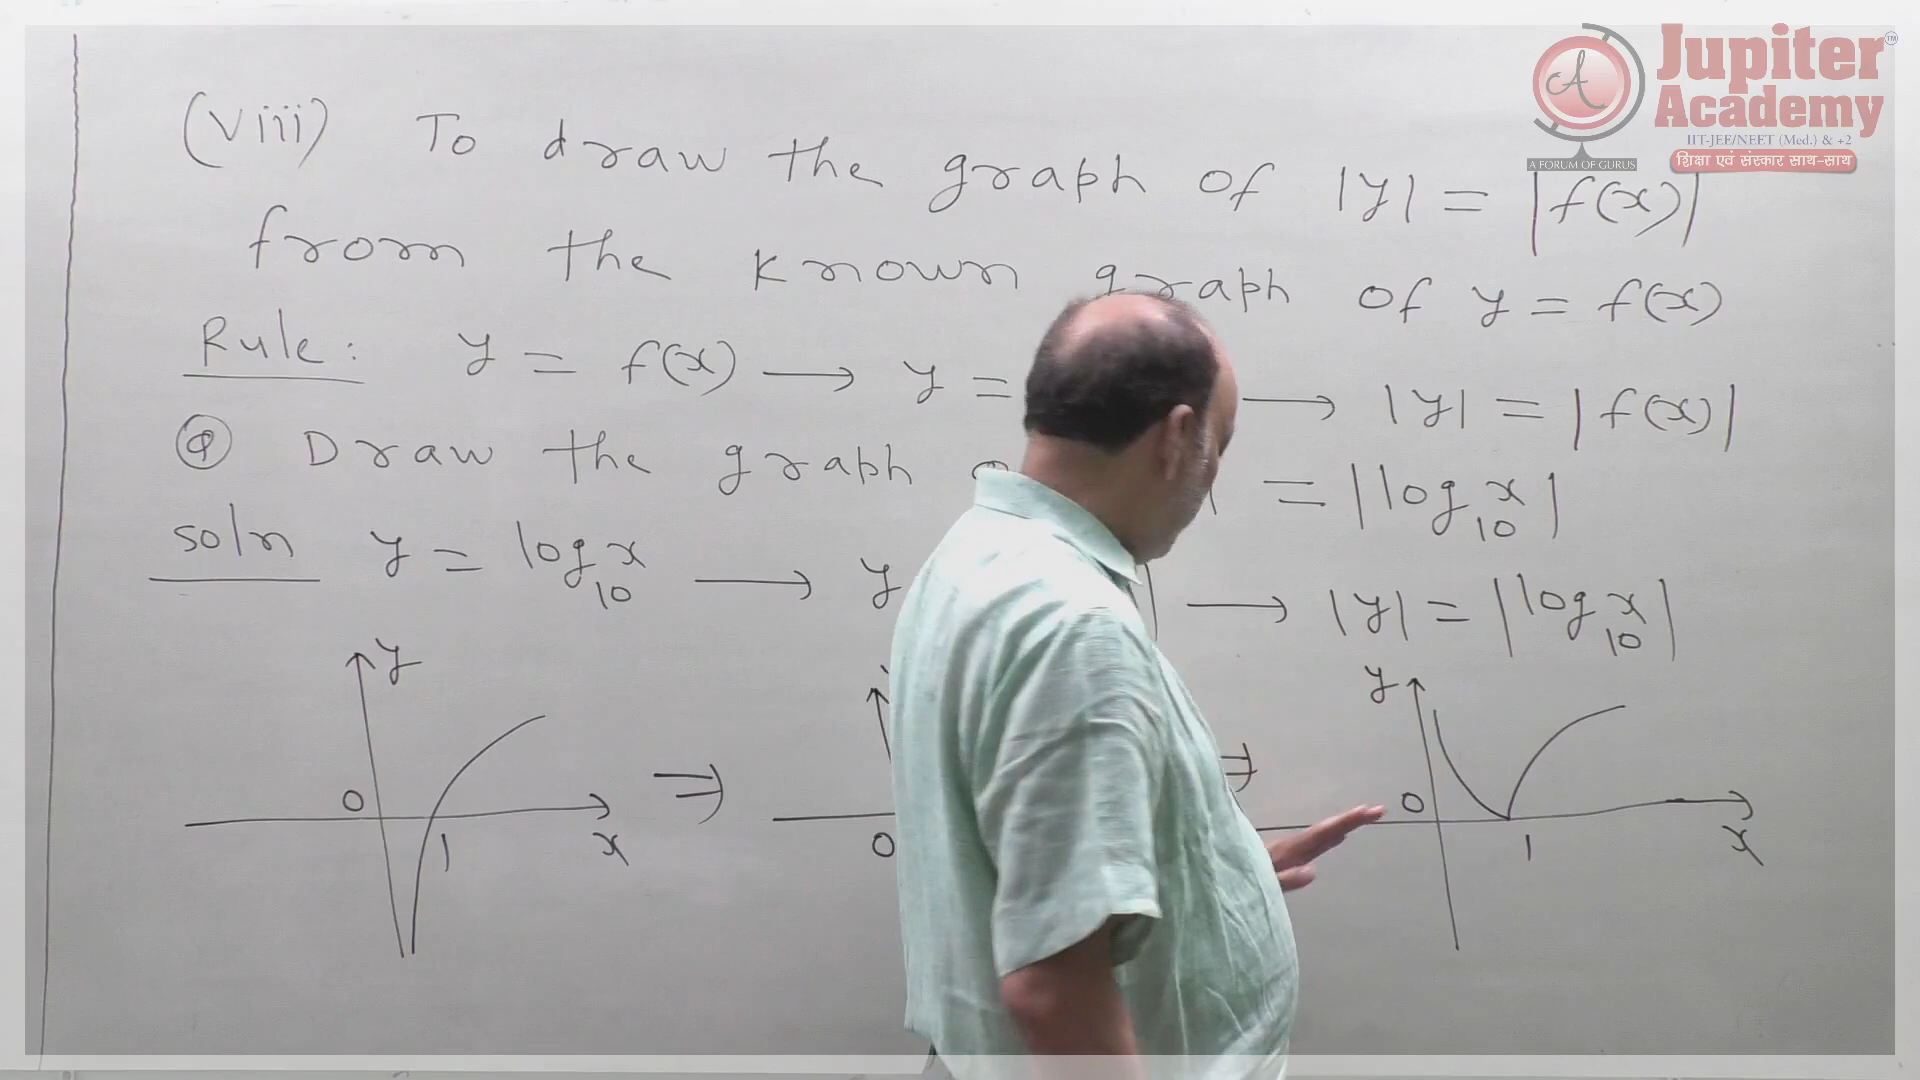 Jupiter
Academy
TM
IIT-JEE/NEET (Med.) & +2
शिक्षा एवं संस्कार साथ-साथ
A FORUM OF GURUS
A
(viii) To draw the graph of |y| = |f(x)|
from the known graph of y = f(x)
Rule: y = f(x) → y = → |y| = |f(x)|
Q Draw the graph = |log₁₀ x|
soln y = log₁₀ x → y → |y| = |log₁₀ x|
y
0
1
x
⇒
0
⇒
y
0
1
x